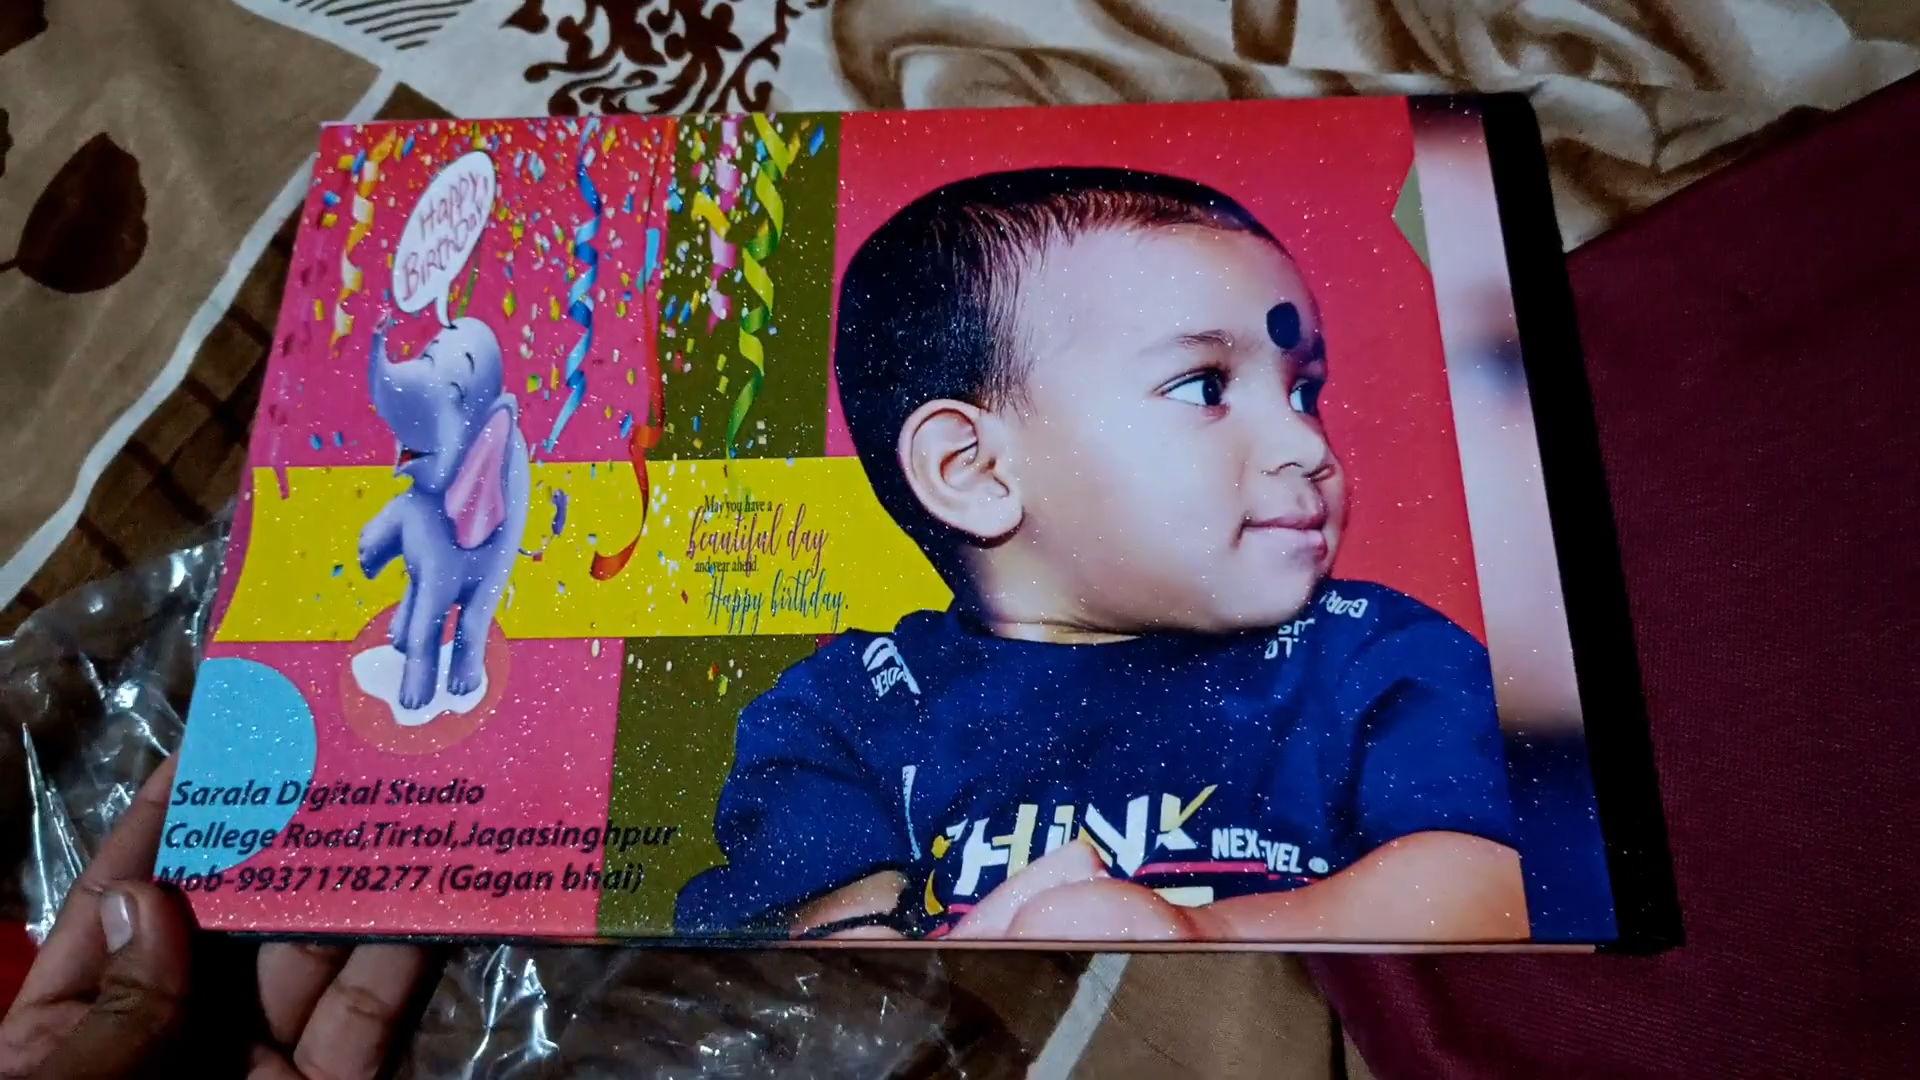 Happy
Birthday!
May you have a
beautiful day
and year ahead.
Happy birthday.
THINK
NEX
VEL
Sarala Digital Studio
College Road,Tirtol,Jagasinghpur
Mob-9937178277 (Gagan bhai)